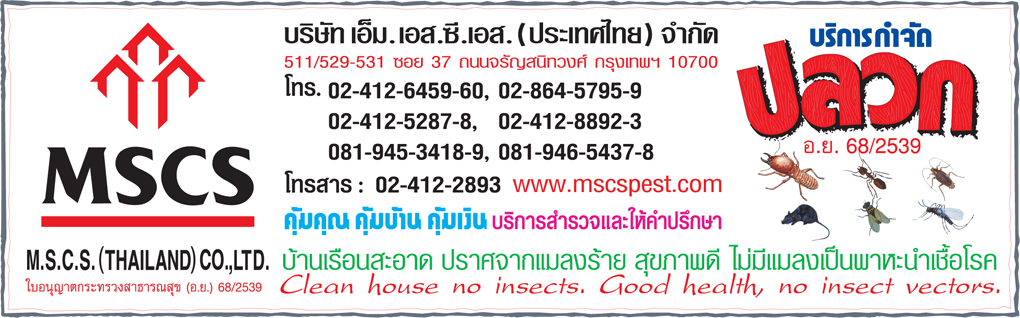 MSCS
M.S.C.S. (THAILAND) CO.,LTD.
ใบอนุญาตกระทรวงสาธารณสุข (อ.ย.) 68/2539
บริษัท เอ็ม.เอส.ซี.เอส. (ประเทศไทย) จำกัด
511/529-531 ซอย 37 ถนนจรัญสนิทวงศ์ กรุงเทพฯ 10700
โทร. 02-412-6459-60, 02-864-5795-9
02-412-5287-8, 02-412-8892-3
081-945-3418-9, 081-946-5437-8
โทรสาร : 02-412-2893 www.mscspest.com
คุ้มคุณ คุ้มบ้าน คุ้มเงิน บริการสำรวจและให้คำปรึกษา
บริการกำจัด
ปลวก
อ.ย. 68/2539
บ้านเรือนสะอาด ปราศจากแมลงร้าย สุขภาพดี ไม่มีแมลงเป็นพาหะนำเชื้อโรค
Clean house no insects. Good health, no insect vectors.